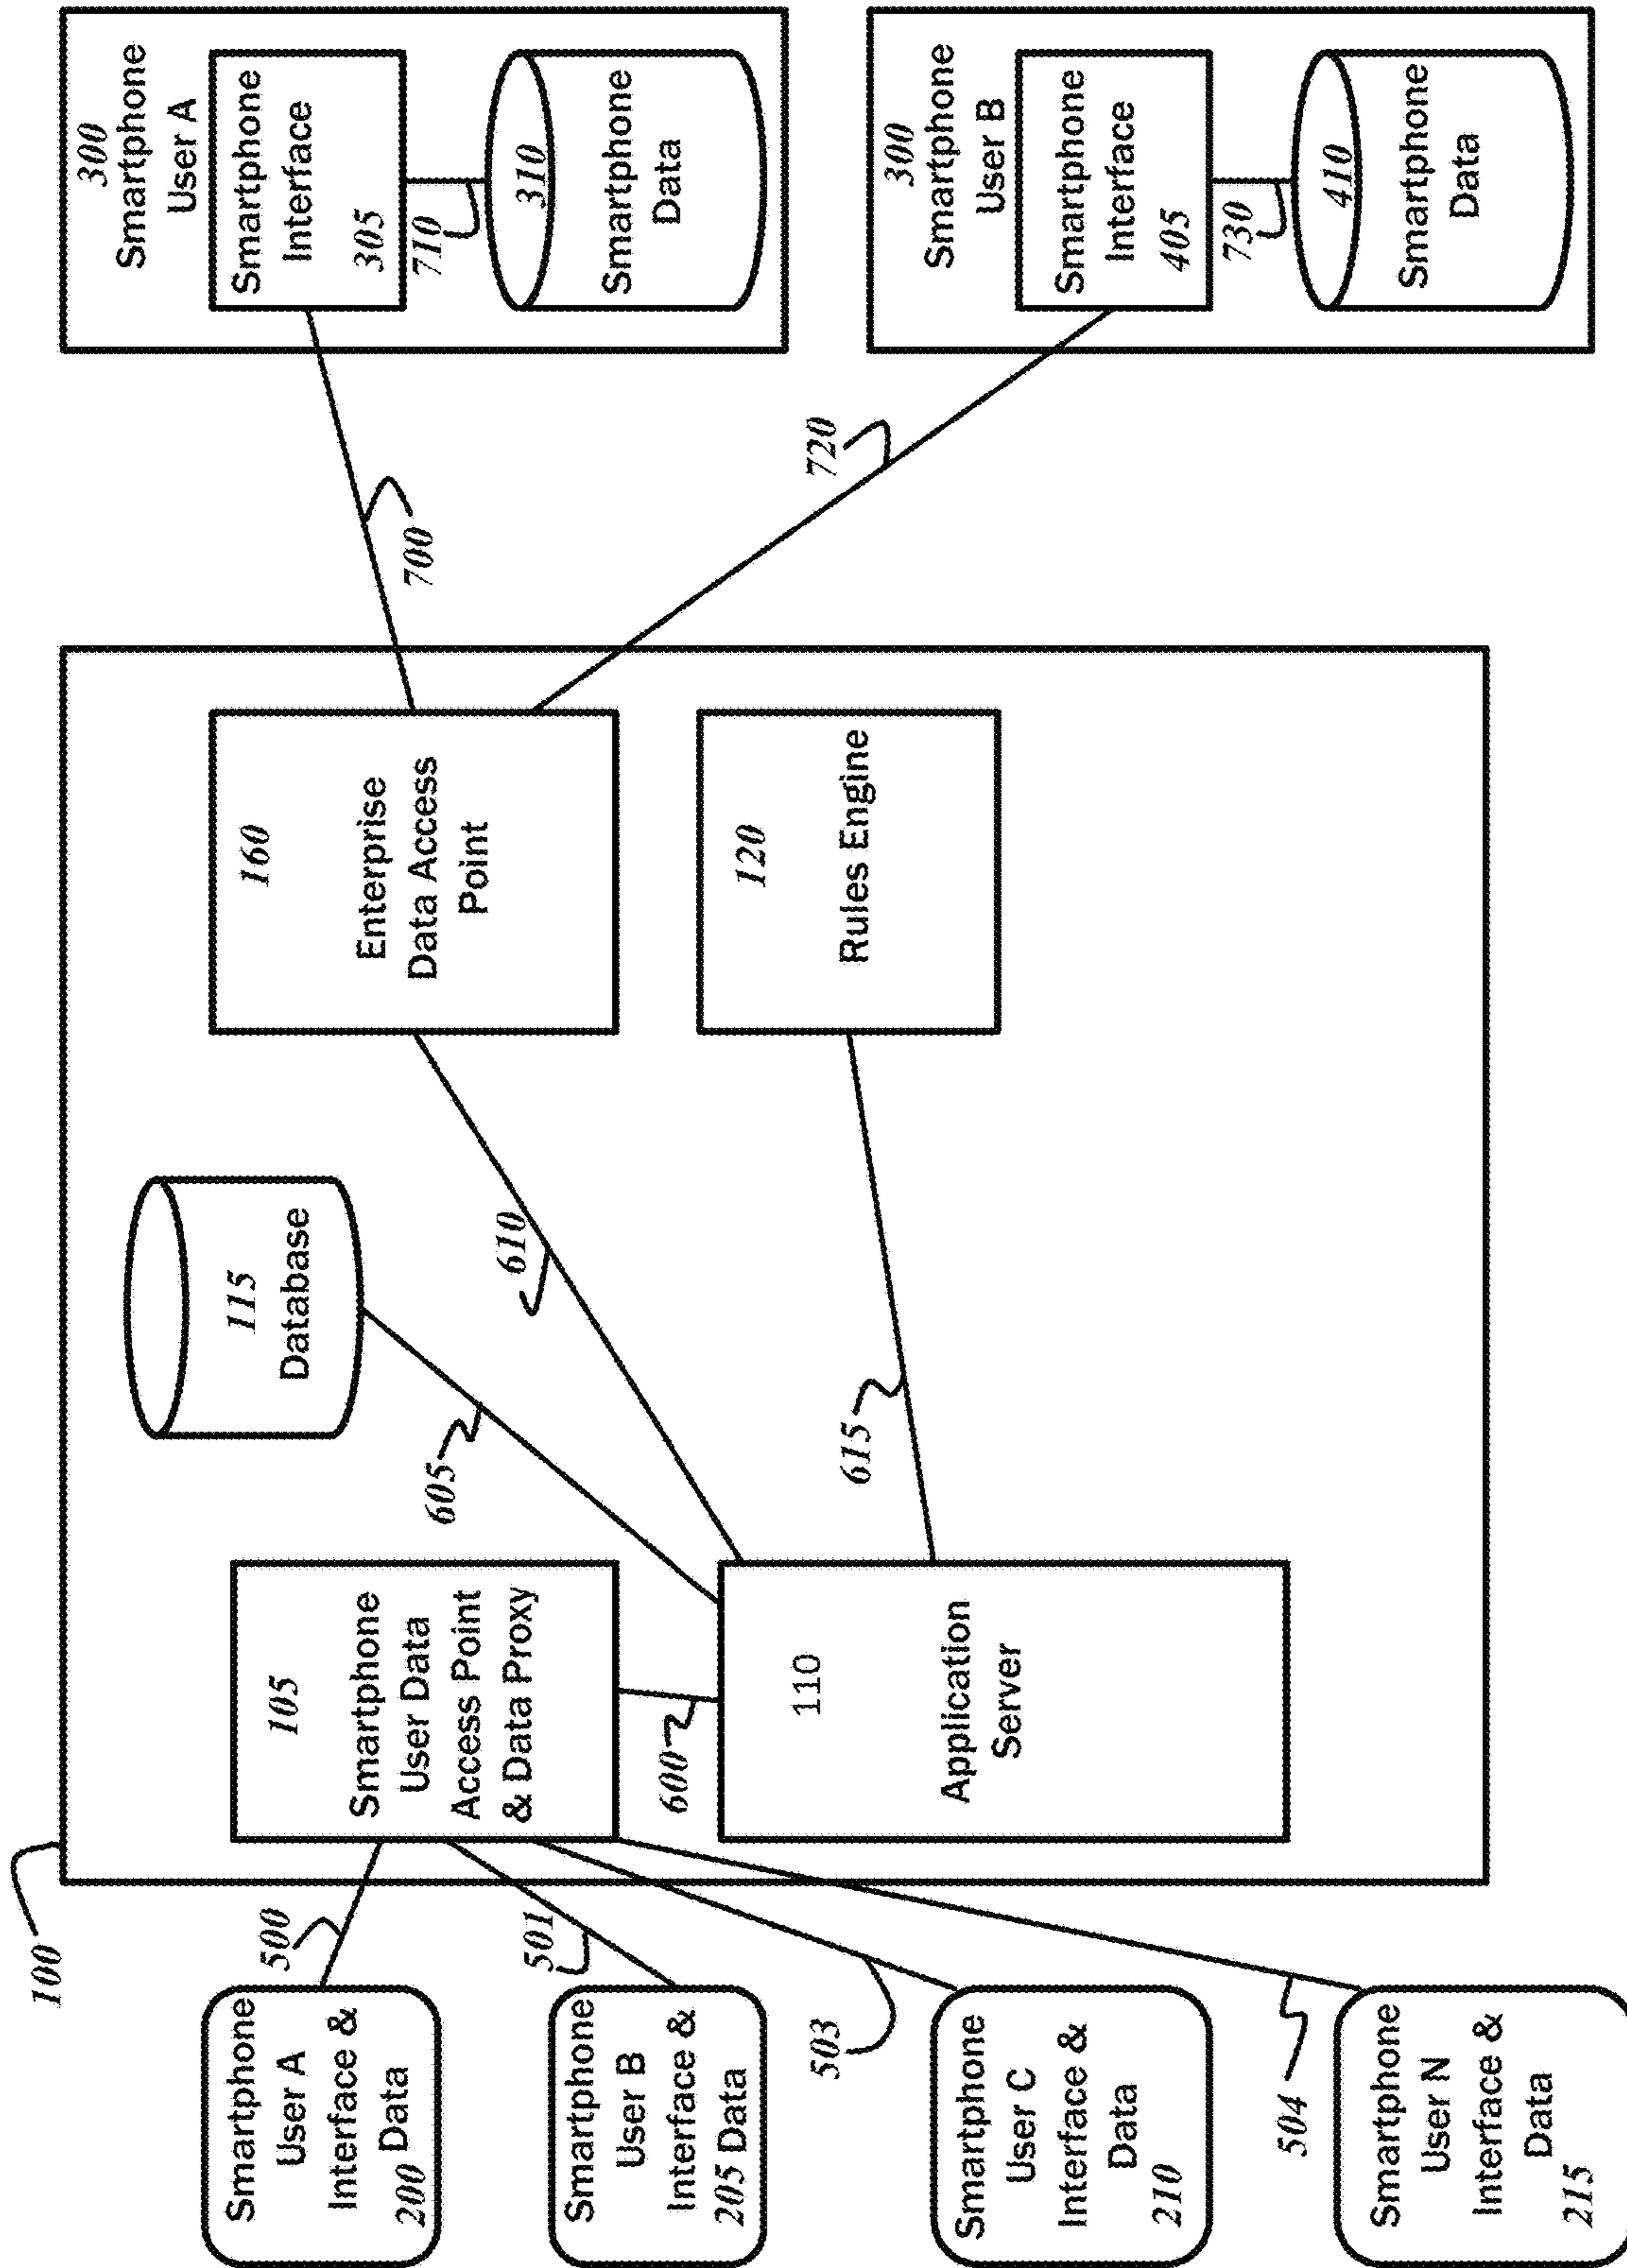 100
500
501
503
504
Smartphone
User A
Interface &
Data
200
Smartphone
User B
Interface &
205 Data
Smartphone
User C
Interface &
Data
210
Smartphone
User N
Interface &
Data
215
105
Smartphone
User Data
Access Point
& Data Proxy
600
110
Application
Server
605
610
615
115
Database
160
Enterprise
Data Access
Point
120
Rules Engine
700
720
300
Smartphone
User A
Smartphone
Interface
305
710
310
Smartphone
Data
300
Smartphone
User B
Smartphone
Interface
405
730
410
Smartphone
Data